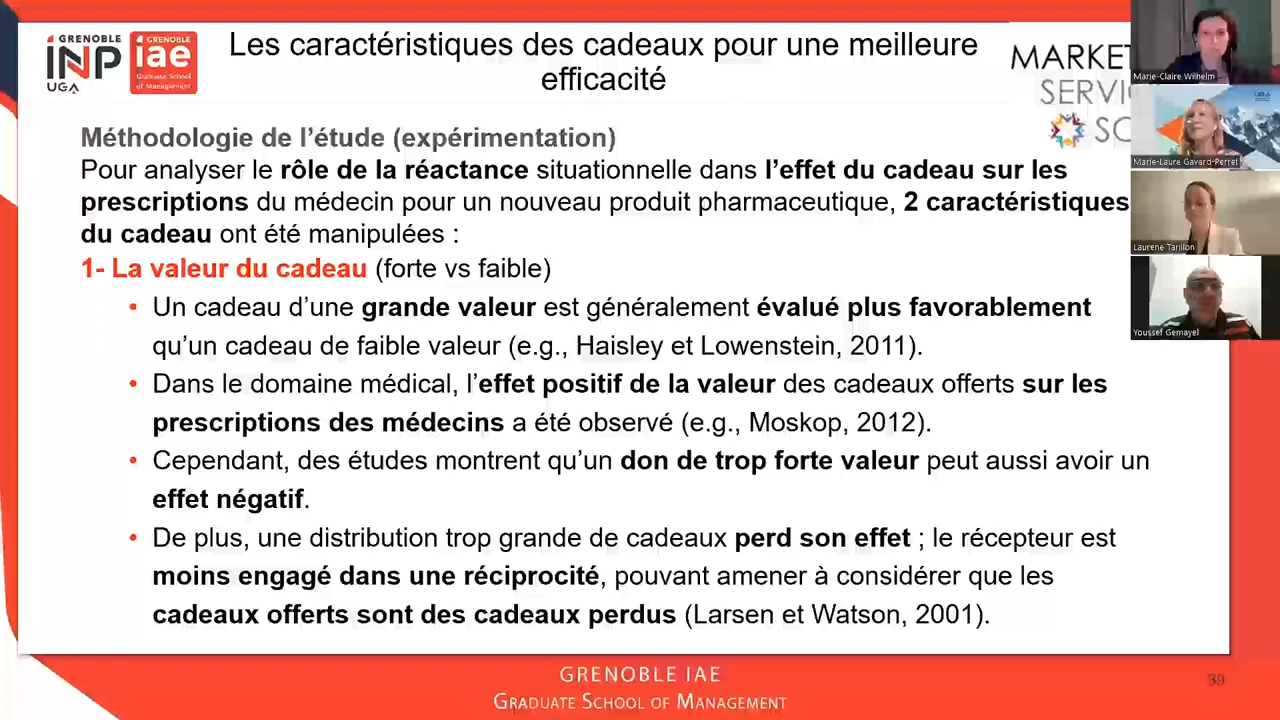 GRENOBLE
INP
UGA
GRENOBLE
iae
Graduate School
of Management
Les caractéristiques des cadeaux pour une meilleure
efficacité
MARKET
SERVI
SO
Méthodologie de l’étude (expérimentation)
Pour analyser le rôle de la réactance situationnelle dans l’effet du cadeau sur les
prescriptions du médecin pour un nouveau produit pharmaceutique, 2 caractéristiques
du cadeau ont été manipulées :
1- La valeur du cadeau (forte vs faible)
• Un cadeau d’une grande valeur est généralement évalué plus favorablement
qu’un cadeau de faible valeur (e.g., Haisley et Lowenstein, 2011).
• Dans le domaine médical, l’effet positif de la valeur des cadeaux offerts sur les
prescriptions des médecins a été observé (e.g., Moskop, 2012).
• Cependant, des études montrent qu’un don de trop forte valeur peut aussi avoir un
effet négatif.
• De plus, une distribution trop grande de cadeaux perd son effet ; le récepteur est
moins engagé dans une réciprocité, pouvant amener à considérer que les
cadeaux offerts sont des cadeaux perdus (Larsen et Watson, 2001).
GRENOBLE IAE
GRADUATE SCHOOL OF MANAGEMENT
39
Marie-Claire Wilhelm
Marie-Laure Gavard-Perret
Laurene Tarillon
Youssef Gemayel